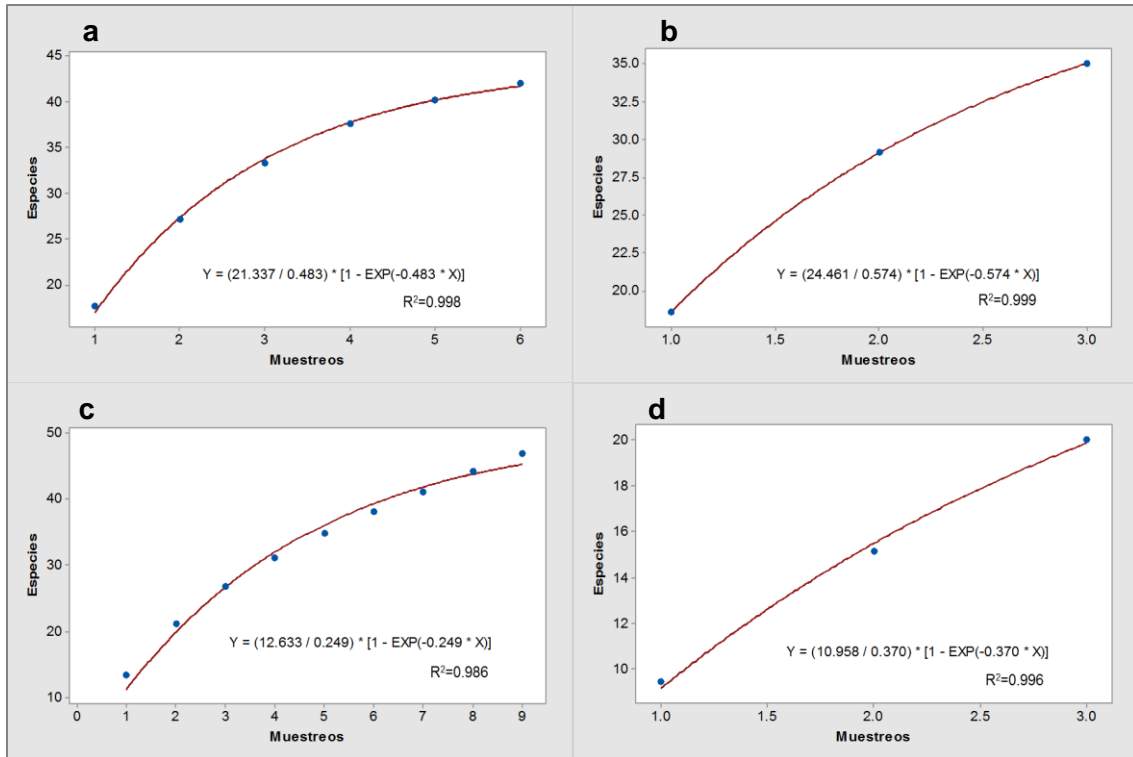 a
45
40
35
30
25
20
Especies
Y = (21.337 / 0.483) * [1 - EXP(-0.483 * X)]
R²=0.998
1 2 3 4 5 6
Muestreos
b
35.0
32.5
30.0
27.5
25.0
22.5
20.0
Especies
Y = (24.461 / 0.574) * [1 - EXP(-0.574 * X)]
R²=0.999
1.0 1.5 2.0 2.5 3.0
Muestreos
c
50
40
30
20
10
Especies
Y = (12.633 / 0.249) * [1 - EXP(-0.249 * X)]
R²=0.986
0 1 2 3 4 5 6 7 8 9
Muestreos
d
20
18
16
14
12
10
Especies
Y = (10.958 / 0.370) * [1 - EXP(-0.370 * X)]
R²=0.996
1.0 1.5 2.0 2.5 3.0
Muestreos